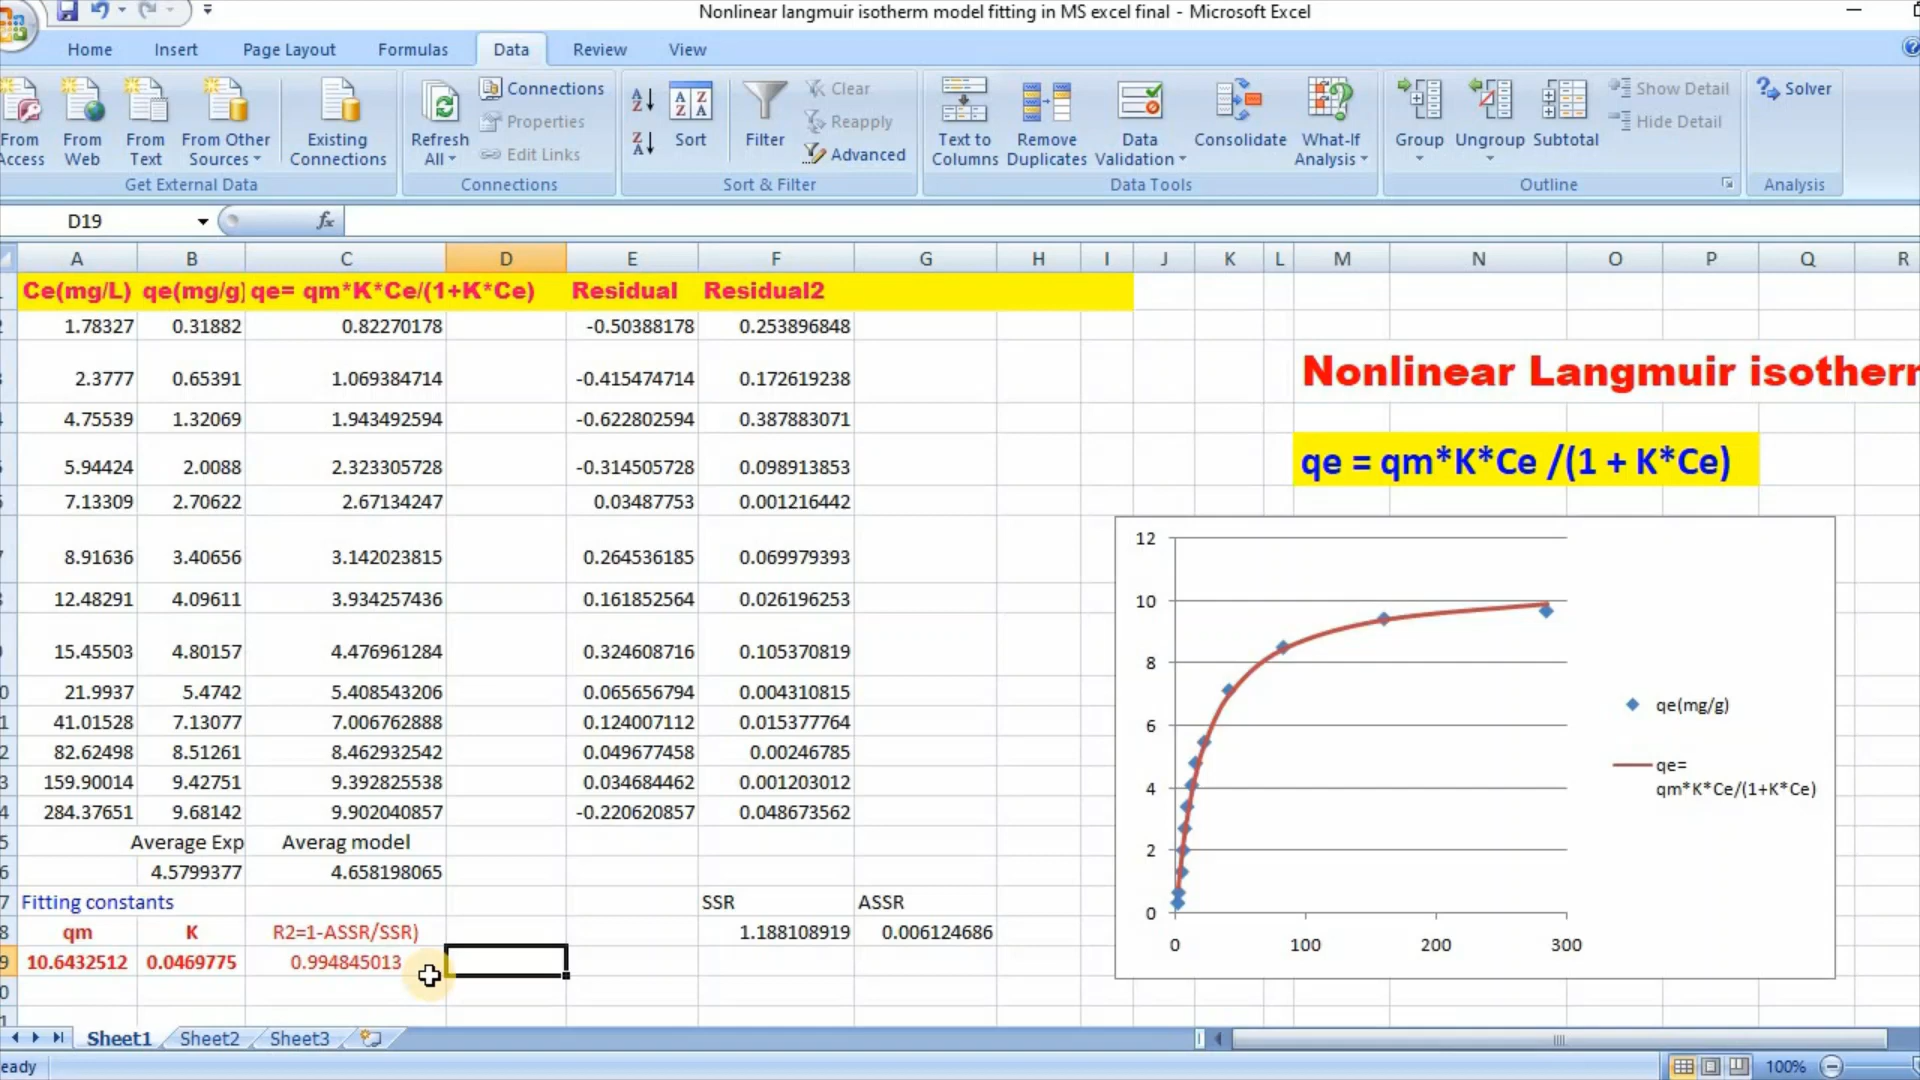 Nonlinear langmuir isotherm model fitting in MS excel final - Microsoft Excel
Home Insert Page Layout Formulas Data Review View
From Access
From Web
From Text
From Other Sources
Existing Connections
Get External Data
Refresh All
Connections
Properties
Edit Links
Connections
Sort
Filter
Clear
Reapply
Advanced
Sort & Filter
Text to Columns
Remove Duplicates
Data Validation
Consolidate
What-If Analysis
Data Tools
Group
Ungroup
Subtotal
Show Detail
Hide Detail
Outline
Solver
Analysis
D19 fx
A B C D E F G H I J K L M N O P Q R
Ce(mg/L) qe(mg/g) qe= qm*K*Ce/(1+K*Ce) Residual Residual2
1.78327 0.31882 0.82270178 -0.50388178 0.253896848
2.3777 0.65391 1.069384714 -0.415474714 0.172619238
4.75539 1.32069 1.943492594 -0.622802594 0.387883071
5.94424 2.0088 2.323305728 -0.314505728 0.098913853
7.13309 2.70622 2.67134247 0.03487753 0.001216442
8.91636 3.40656 3.142023815 0.264536185 0.069979393
12.48291 4.09611 3.934257436 0.161852564 0.026196253
15.45503 4.80157 4.476961284 0.324608716 0.105370819
21.9937 5.4742 5.408543206 0.065656794 0.004310815
41.01528 7.13077 7.006762888 0.124007112 0.015377764
82.62498 8.51261 8.462932542 0.049677458 0.00246785
159.90014 9.42751 9.392825538 0.034684462 0.001203012
284.37651 9.68142 9.902040857 -0.220620857 0.048673562
Average Exp Averag model
4.5799377 4.658198065
Fitting constants SSR ASSR
qm K R2=1-ASSR/SSR) 1.188108919 0.006124686
10.6432512 0.0469775 0.994845013
Nonlinear Langmuir isotherm
qe = qm*K*Ce /(1 + K*Ce)
12
10
8
6
4
2
0
0 100 200 300
qe(mg/g)
qe=
qm*K*Ce/(1+K*Ce)
Sheet1 Sheet2 Sheet3
100%